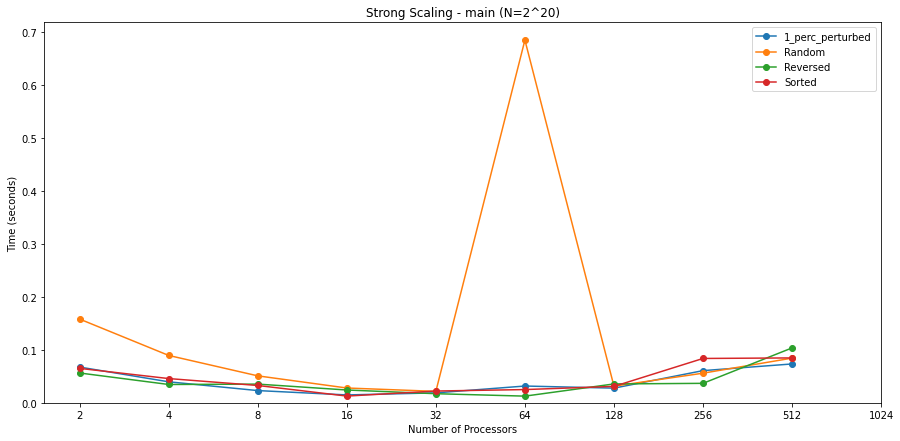 Strong Scaling - main (N=2^20)
1_perc_perturbed
Random
Reversed
Sorted
Time (seconds)
0.7
0.6
0.5
0.4
0.3
0.2
0.1
0.0
2 4 8 16 32 64 128 256 512 1024
Number of Processors